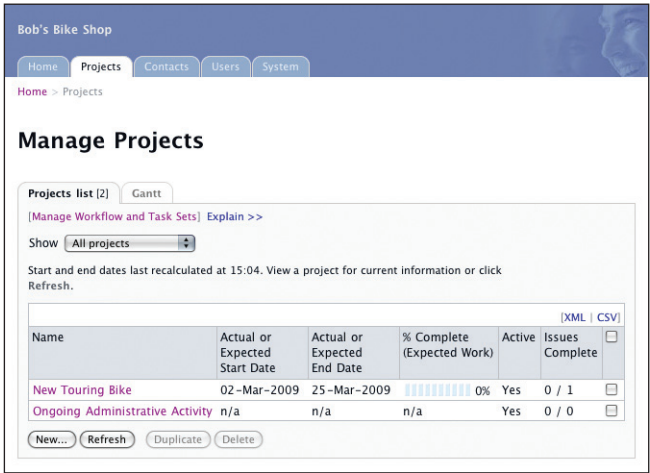 Bob's Bike Shop
Home Projects Contacts Users System
Home > Projects
Manage Projects
Projects list [2] Gantt
[Manage Workflow and Task Sets] Explain >>
Show All projects
Start and end dates last recalculated at 15:04. View a project for current information or click
Refresh.
[XML | CSV]
Name Actual or Expected Start Date Actual or Expected End Date % Complete (Expected Work) Active Issues Complete
New Touring Bike 02-Mar-2009 25-Mar-2009 0% Yes 0 / 1
Ongoing Administrative Activity n/a n/a n/a Yes 0 / 0
New... Refresh Duplicate Delete